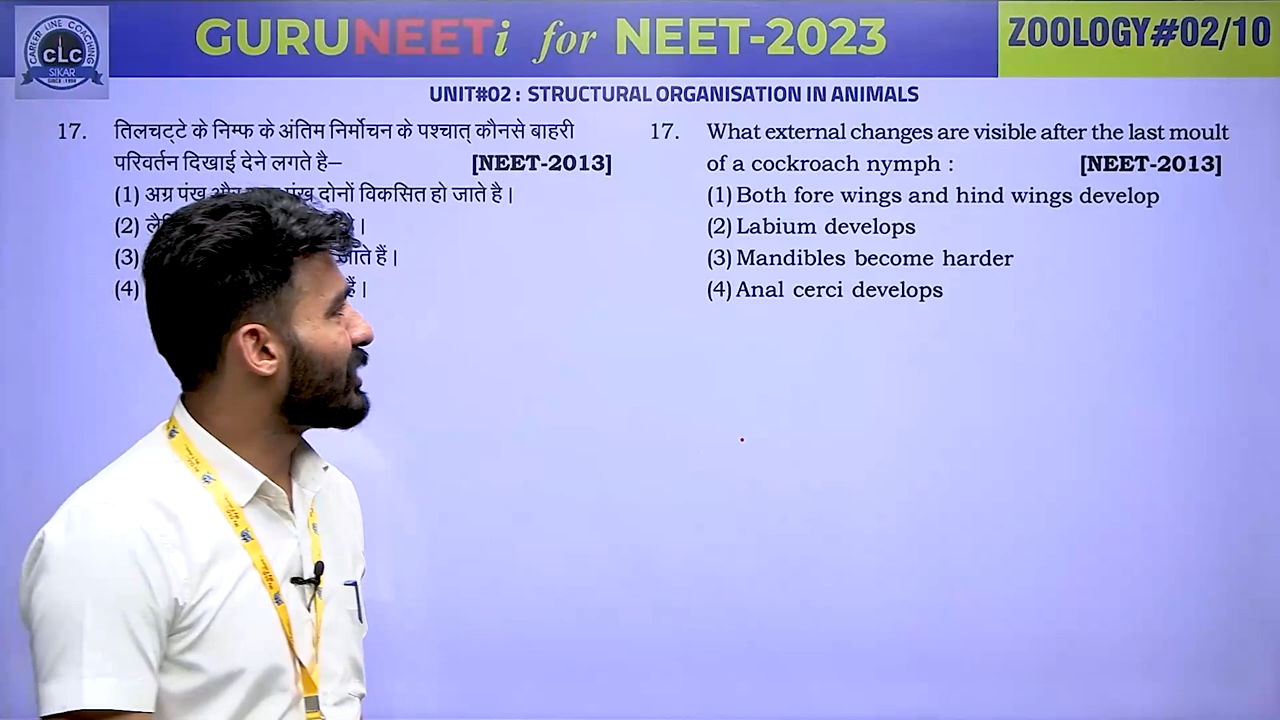 CAREER LINE COACHING
CLC
SIKAR
SINCE 1996
GURUNEETi for NEET-2023
ZOOLOGY#02/10
UNIT#02 : STRUCTURAL ORGANISATION IN ANIMALS
17. तिलचट्टे के निम्फ के अंतिम निर्मोचन के पश्चात् कौनसे बाहरी
परिवर्तन दिखाई देने लगते है–
[NEET-2013]
(1) अग्र पंख और पंख दोनों विकसित हो जाते है।
(2)
(3) जाते हैं।
(4) हैं।
17. What external changes are visible after the last moult
of a cockroach nymph : [NEET-2013]
(1) Both fore wings and hind wings develop
(2) Labium develops
(3) Mandibles become harder
(4) Anal cerci develops